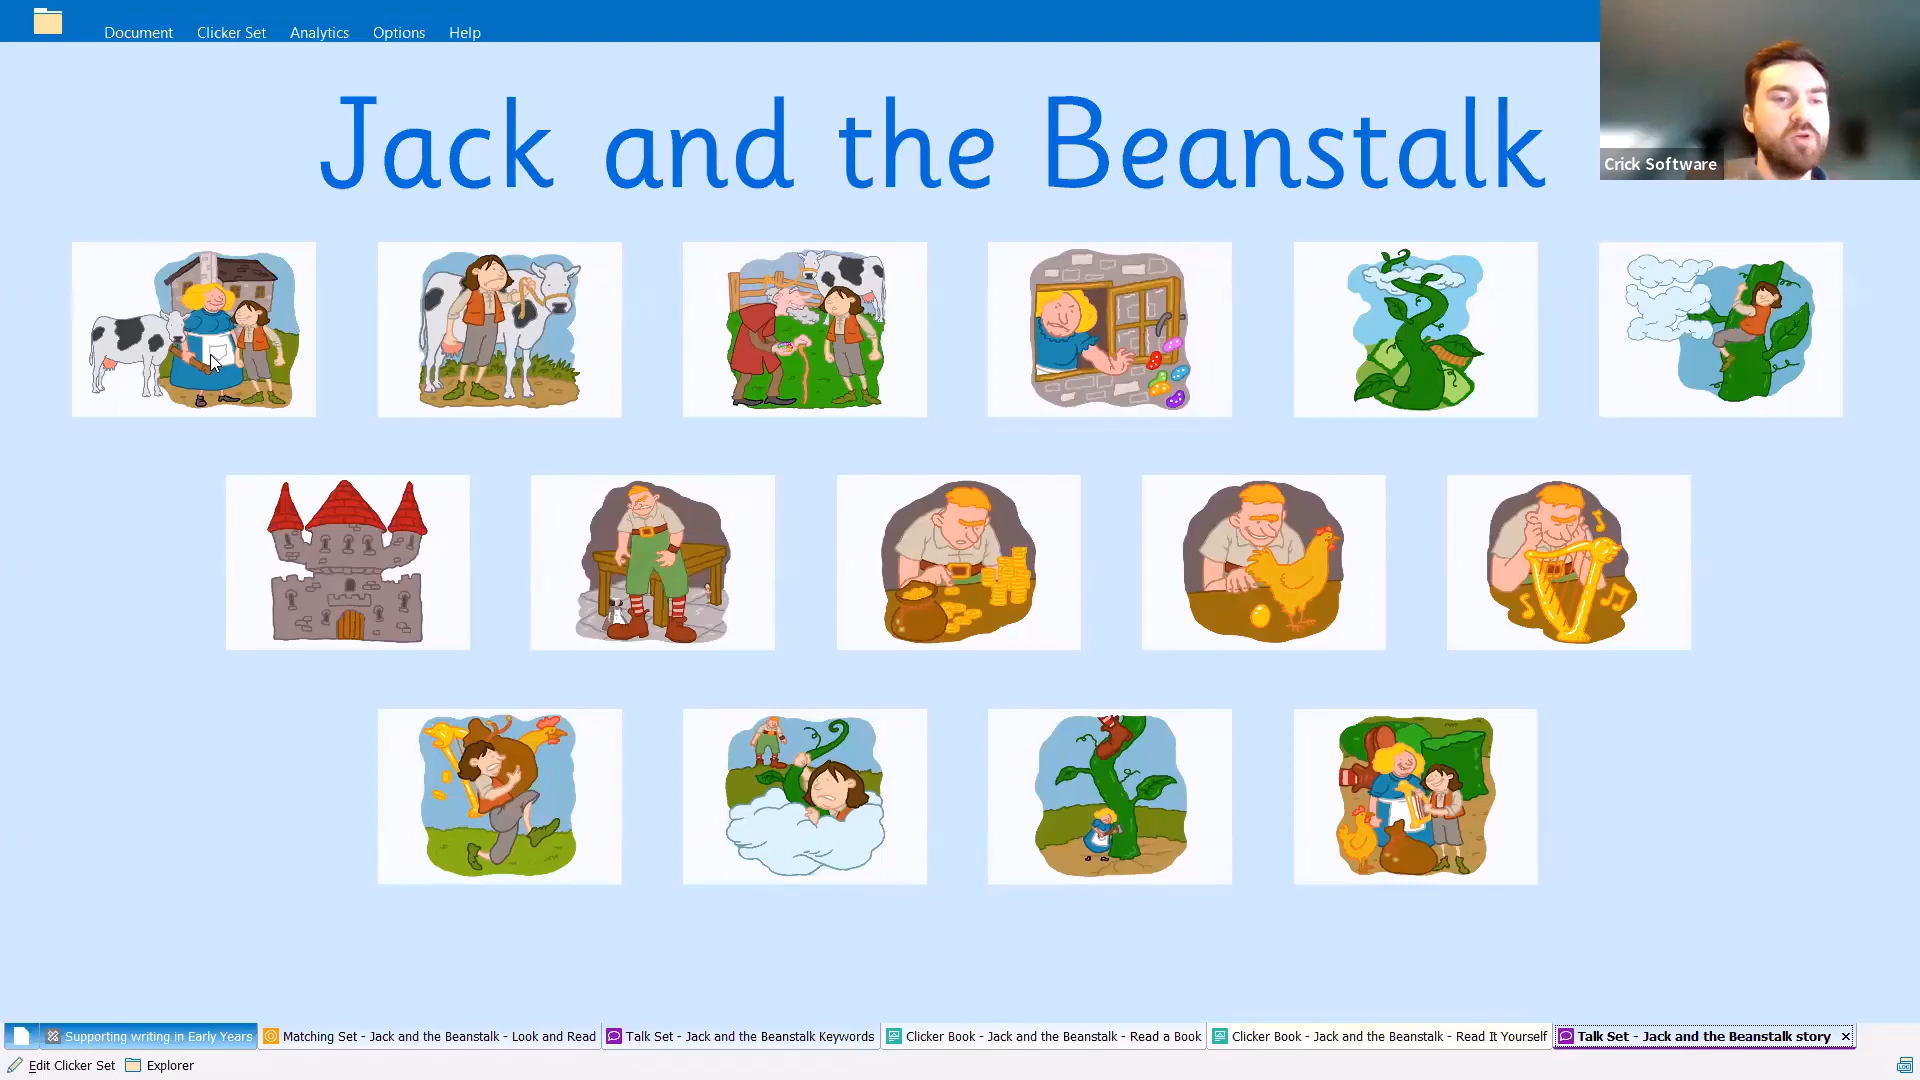 Document Clicker Set Analytics Options Help
Jack and the Beanstalk
Crick Software
Supporting writing in Early Years Matching Set - Jack and the Beanstalk - Look and Read Talk Set - Jack and the Beanstalk Keywords Clicker Book - Jack and the Beanstalk - Read a Book Clicker Book - Jack and the Beanstalk - Read It Yourself Talk Set - Jack and the Beanstalk story
Edit Clicker Set Explorer